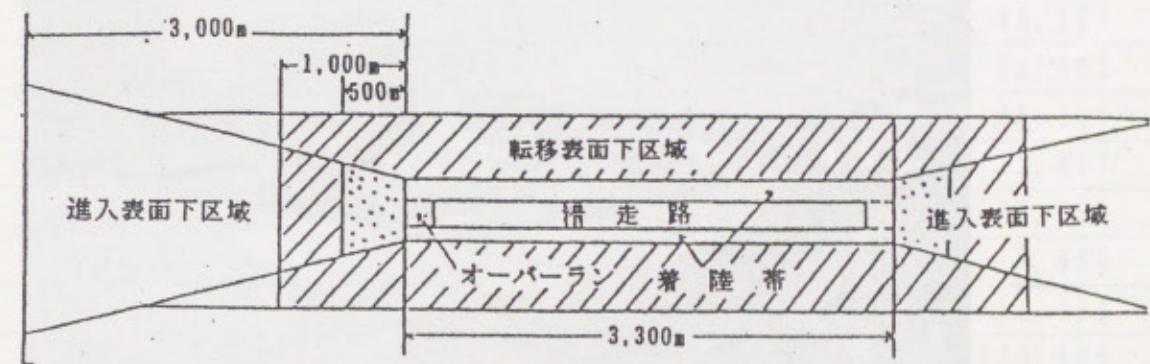 3,000m
1,000m
500m
転移表面下区域
進入表面下区域
滑走路
進入表面下区域
オーバーラン
着陸帯
3,300m